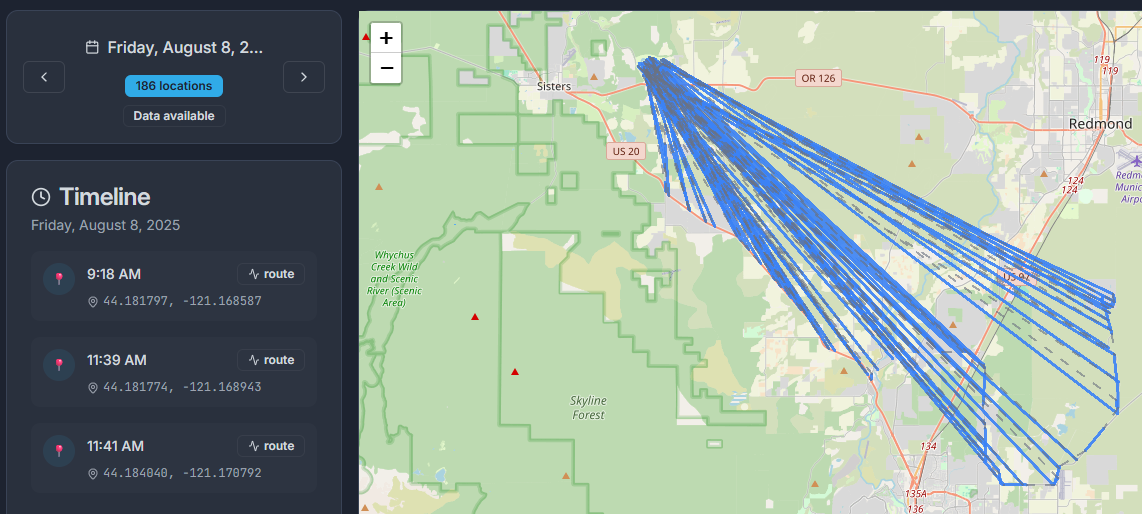 Friday, August 8, 2...
186 locations
Data available
Timeline
Friday, August 8, 2025
9:18 AM
route
44.181797, -121.168587
11:39 AM
route
44.181774, -121.168943
11:41 AM
route
44.184040, -121.170792
+
−
Sisters
OR 126
119
119
Redmond
US 20
124
124
Redm
Munic
Airpo
Whychus
Creek Wild
and Scenic
River (Scenic
Area)
US 97
Skyline
Forest
134
135A
136